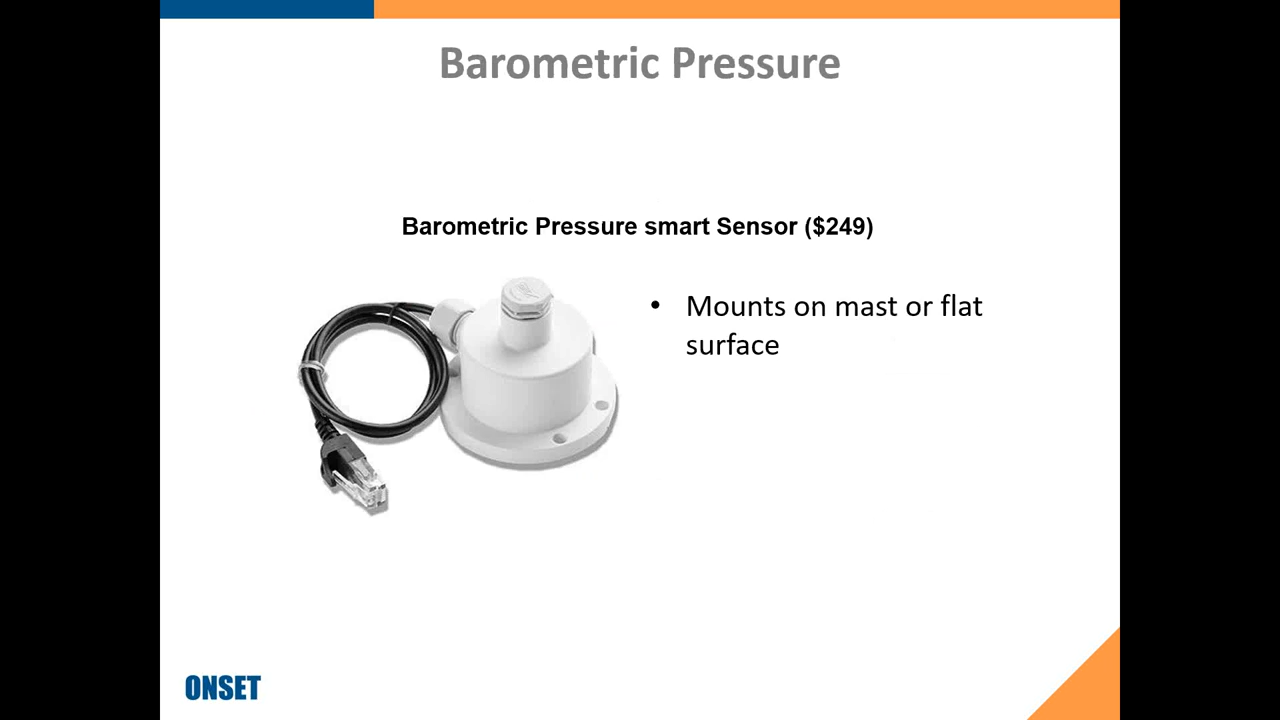 Barometric Pressure
Barometric Pressure smart Sensor ($249)
• Mounts on mast or flat
surface
ONSET